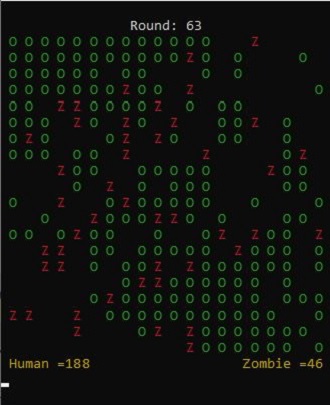 Round: 63
O O O O O O O O O O O O O Z
O O O O O O O O O O O Z O O O
O O O O O O O O O O
O O O O O O Z O Z O
O O Z Z O O O O Z O O O
O O O Z O Z O Z O O Z O
O Z O O O Z Z O O O O O
O O O O O Z Z O Z
Z O O O O O O O Z O O
O Z O O O O O O
O Z O Z O O O O O O
O Z O O O Z Z O O O
O O O Z O O O O Z Z O O Z
Z Z O O O O O O Z O O O
Z Z O O O Z O Z O O O O O
O Z Z O Z O O O O O O
O Z O O O O O O O O O O O O
Z Z Z O O O O O O O O O O O O
Z O O Z O O O O O O O
Z O O O O O O O O
Human =188 Zombie =46